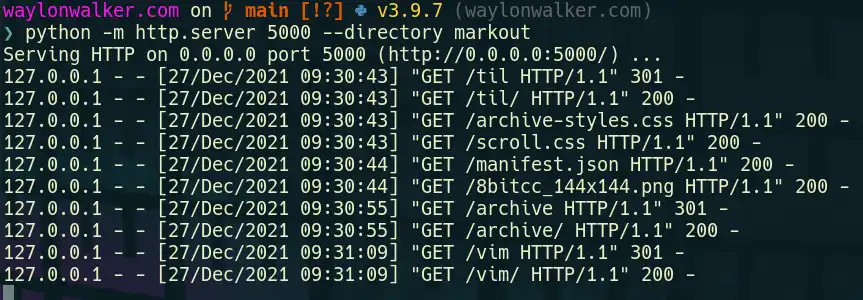 waylonwalker.com on  main [!?]  v3.9.7 (waylonwalker.com)
❯ python -m http.server 5000 --directory markout
Serving HTTP on 0.0.0.0 port 5000 (http://0.0.0.0:5000/) ...
127.0.0.1 - - [27/Dec/2021 09:30:43] "GET /til HTTP/1.1" 301 -
127.0.0.1 - - [27/Dec/2021 09:30:43] "GET /til/ HTTP/1.1" 200 -
127.0.0.1 - - [27/Dec/2021 09:30:43] "GET /archive-styles.css HTTP/1.1" 200 -
127.0.0.1 - - [27/Dec/2021 09:30:43] "GET /scroll.css HTTP/1.1" 200 -
127.0.0.1 - - [27/Dec/2021 09:30:44] "GET /manifest.json HTTP/1.1" 200 -
127.0.0.1 - - [27/Dec/2021 09:30:44] "GET /8bitcc_144x144.png HTTP/1.1" 200 -
127.0.0.1 - - [27/Dec/2021 09:30:55] "GET /archive HTTP/1.1" 301 -
127.0.0.1 - - [27/Dec/2021 09:30:55] "GET /archive/ HTTP/1.1" 200 -
127.0.0.1 - - [27/Dec/2021 09:31:09] "GET /vim HTTP/1.1" 301 -
127.0.0.1 - - [27/Dec/2021 09:31:09] "GET /vim/ HTTP/1.1" 200 -